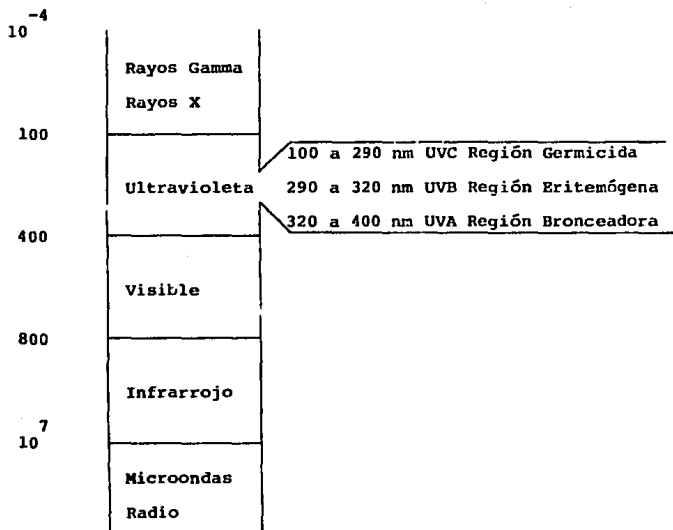 10^-4
Rayos Gamma
Rayos X
100
100 a 290 nm UVC Región Germicida
Ultravioleta 290 a 320 nm UVB Región Eritemógena
320 a 400 nm UVA Región Bronceadora
400
Visible
800
Infrarrojo
10^7
Microondas
Radio